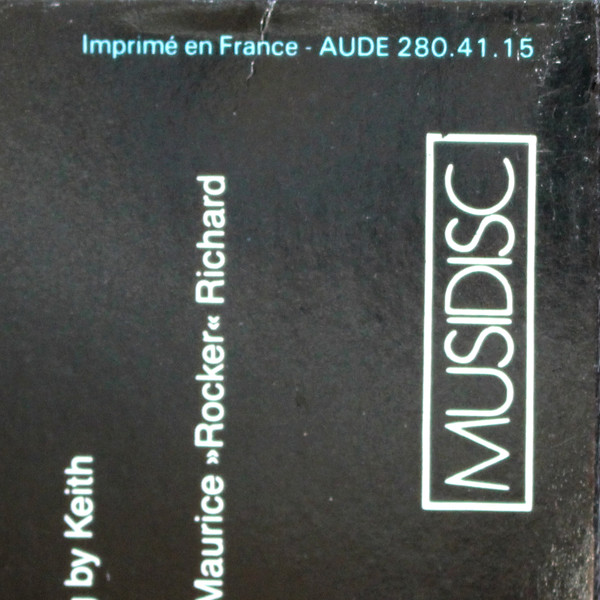 Imprimé en France - AUDE 280.41.15
by Keith
Maurice »Rocker« Richard
MUSIDISC